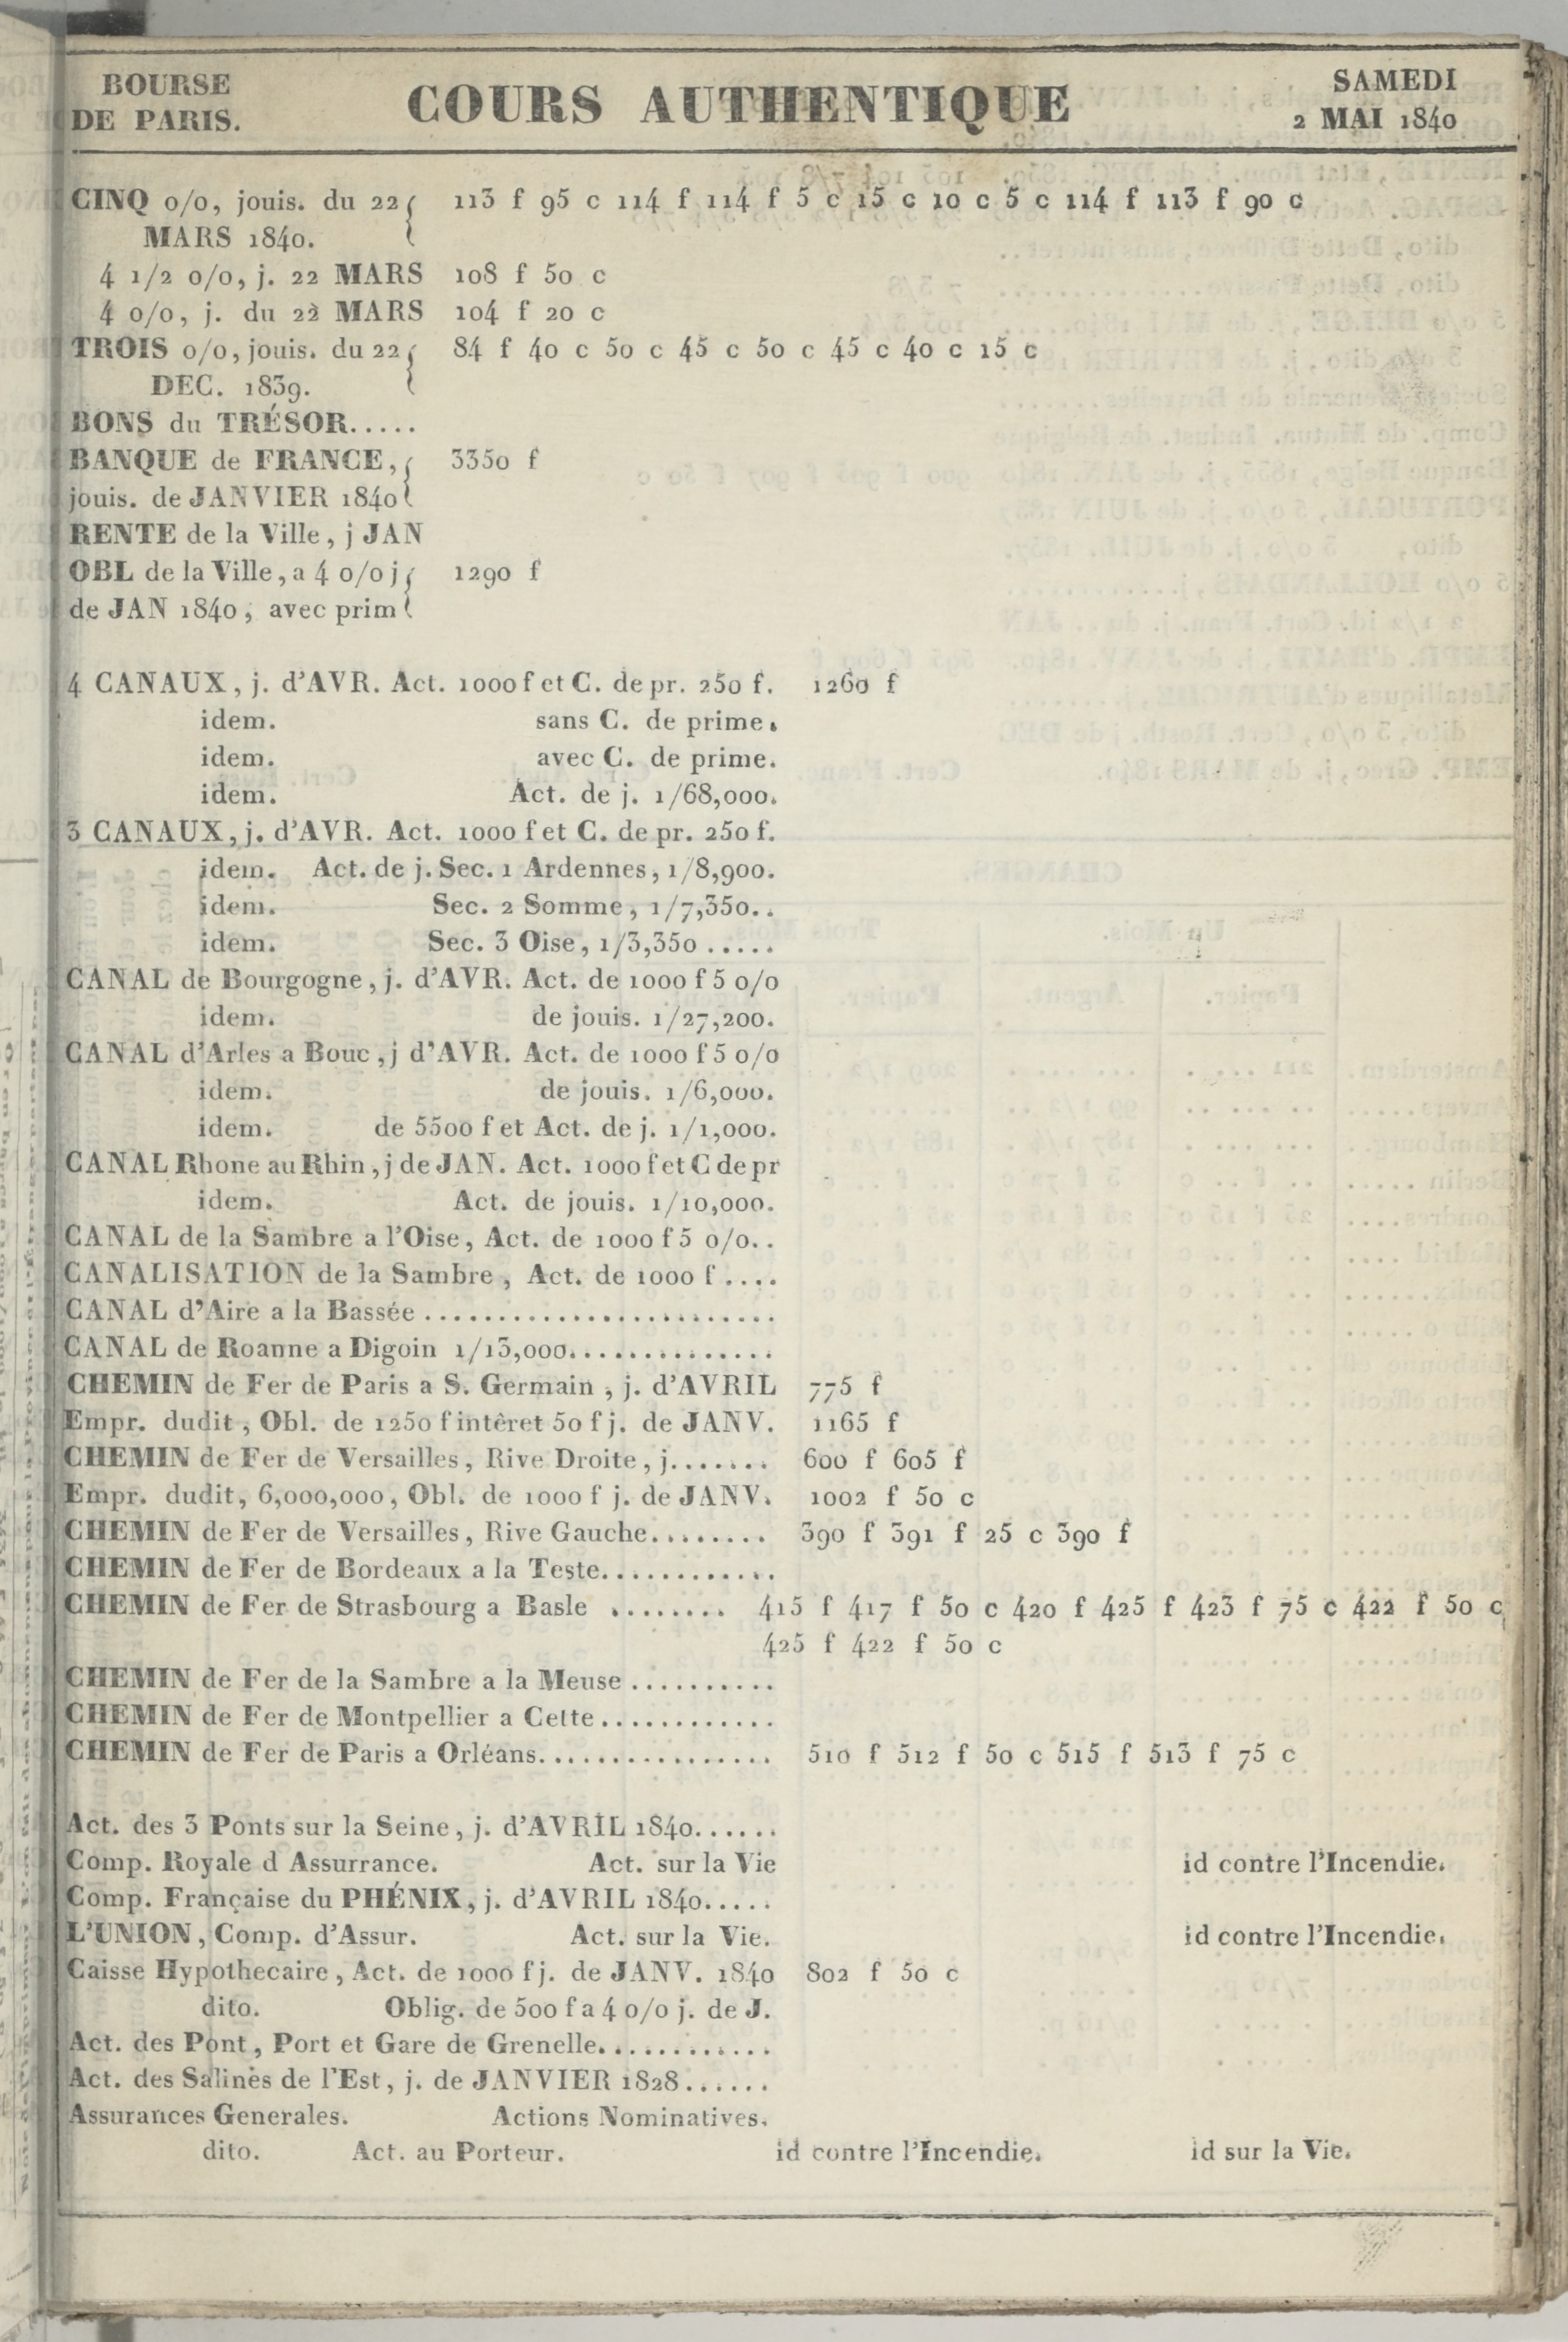 BOURSE
DE PARIS.
COURS AUTHENTIQUE
SAMEDI
2 MAI 1840
CINQ 0/0, jouis. du 22 { 113 f 95 c 114 f 114 f 5 c 15 c 10 c 5 c 114 f 113 f 90 c
MARS 1840.
4 1/2 0/0, j. 22 MARS 108 f 50 c
4 0/0, j. du 22 MARS 104 f 20 c
TROIS 0/0, jouis. du 22 { 84 f 40 c 50 c 45 c 50 c 45 c 40 c 15 c
DEC. 1839.
BONS du TRÉSOR.....
BANQUE de FRANCE, { 3350 f
jouis. de JANVIER 1840
RENTE de la Ville, j JAN
OBL de la Ville, a 4 0/0 j { 1290 f
de JAN 1840, avec prim
4 CANAUX, j. d'AVR. Act. 1000 f et C. de pr. 250 f. 1260 f
idem. sans C. de prime.
idem. avec C. de prime.
idem. Act. de j. 1/68,000.
3 CANAUX, j. d'AVR. Act. 1000 f et C. de pr. 250 f.
idem. Act. de j. Sec. 1 Ardennes, 1/8,900.
idem. Sec. 2 Somme, 1/7,350..
idem. Sec. 3 Oise, 1/3,350.....
CANAL de Bourgogne, j. d'AVR. Act. de 1000 f 5 0/0
idem. de jouis. 1/27,200.
CANAL d'Arles a Bouc, j d'AVR. Act. de 1000 f 5 0/0
idem. de jouis. 1/6,000.
idem. de 5500 f et Act. de j. 1/1,000.
CANAL Rhone au Rhin, j de JAN. Act. 1000 f et C de pr
idem. Act. de jouis. 1/10,000.
CANAL de la Sambre a l'Oise, Act. de 1000 f 5 0/0..
CANALISATION de la Sambre, Act. de 1000 f....
CANAL d'Aire a la Bassée........................
CANAL de Roanne a Digoin 1/13,000..............
CHEMIN de Fer de Paris a S. Germain, j. d'AVRIL 775 f
Empr. dudit, Obl. de 1250 f intêret 50 f j. de JANV. 1165 f
CHEMIN de Fer de Versailles, Rive Droite, j....... 600 f 605 f
Empr. dudit, 6,000,000, Obl. de 1000 f j. de JANV. 1002 f 50 c
CHEMIN de Fer de Versailles, Rive Gauche........ 390 f 391 f 25 c 390 f
CHEMIN de Fer de Bordeaux a la Teste............
CHEMIN de Fer de Strasbourg a Basle ........ 415 f 417 f 50 c 420 f 425 f 423 f 75 c 422 f 50 c
425 f 422 f 50 c
CHEMIN de Fer de la Sambre a la Meuse..........
CHEMIN de Fer de Montpellier a Cette............
CHEMIN de Fer de Paris a Orléans................ 510 f 512 f 50 c 515 f 513 f 75 c
Act. des 3 Ponts sur la Seine, j. d'AVRIL 1840......
Comp. Royale d Assurrance. Act. sur la Vie id contre l'Incendie.
Comp. Française du PHÉNIX, j. d'AVRIL 1840.....
L'UNION, Comp. d'Assur. Act. sur la Vie. id contre l'Incendie.
Caisse Hypothecaire, Act. de 1000 f j. de JANV. 1840 802 f 50 c
dito. Oblig. de 500 f a 4 0/0 j. de J.
Act. des Pont, Port et Gare de Grenelle............
Act. des Salines de l'Est, j. de JANVIER 1828......
Assurances Generales. Actions Nominatives.
dito. Act. au Porteur. id contre l'Incendie. id sur la Vie.